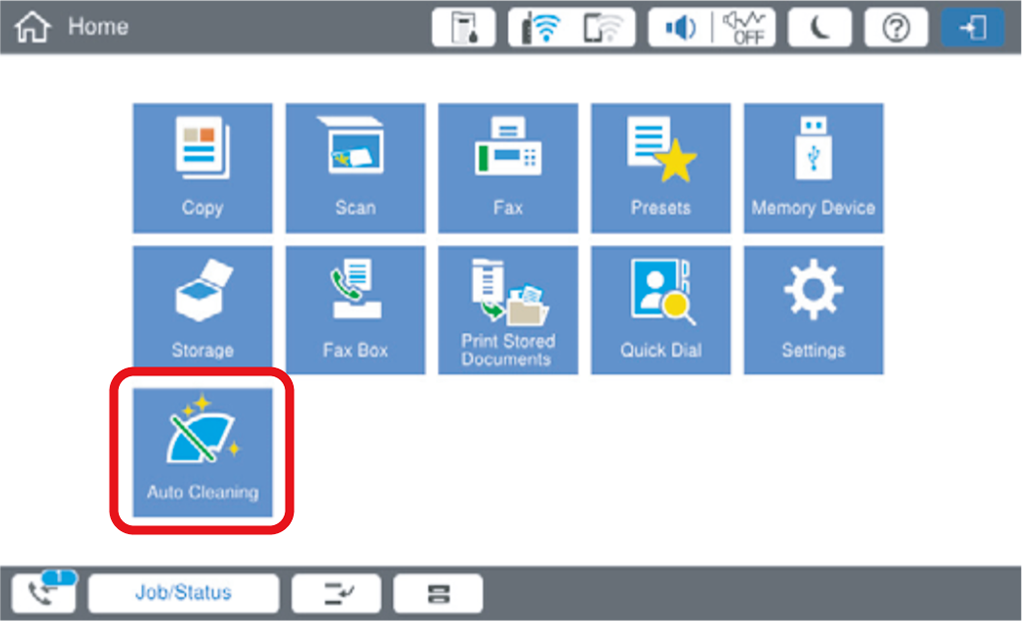 Home
OFF
Copy
Scan
Fax
Presets
Memory Device
Storage
Fax Box
Print Stored
Documents
Quick Dial
Settings
Auto Cleaning
1
Job/Status